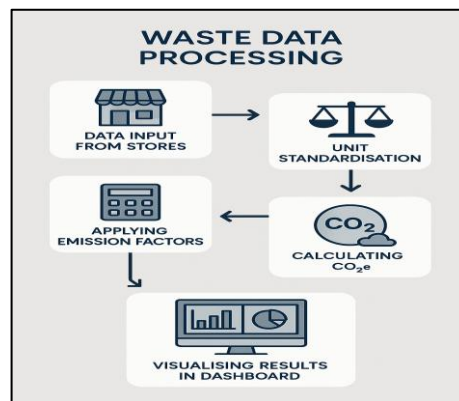 WASTE DATA
PROCESSING
DATA INPUT
FROM STORES
UNIT
STANDARDISATION
CO₂
CALCULATING
CO₂e
APPLYING
EMISSION FACTORS
VISUALISING RESULTS
IN DASHBOARD